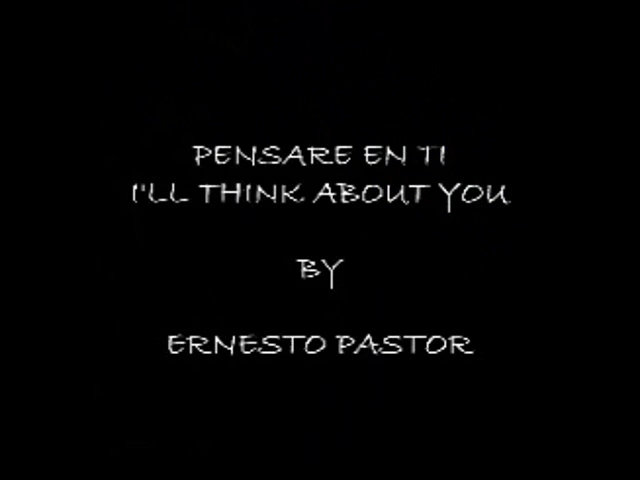 PENSARE EN TI
I'LL THINK ABOUT YOU
BY
ERNESTO PASTOR